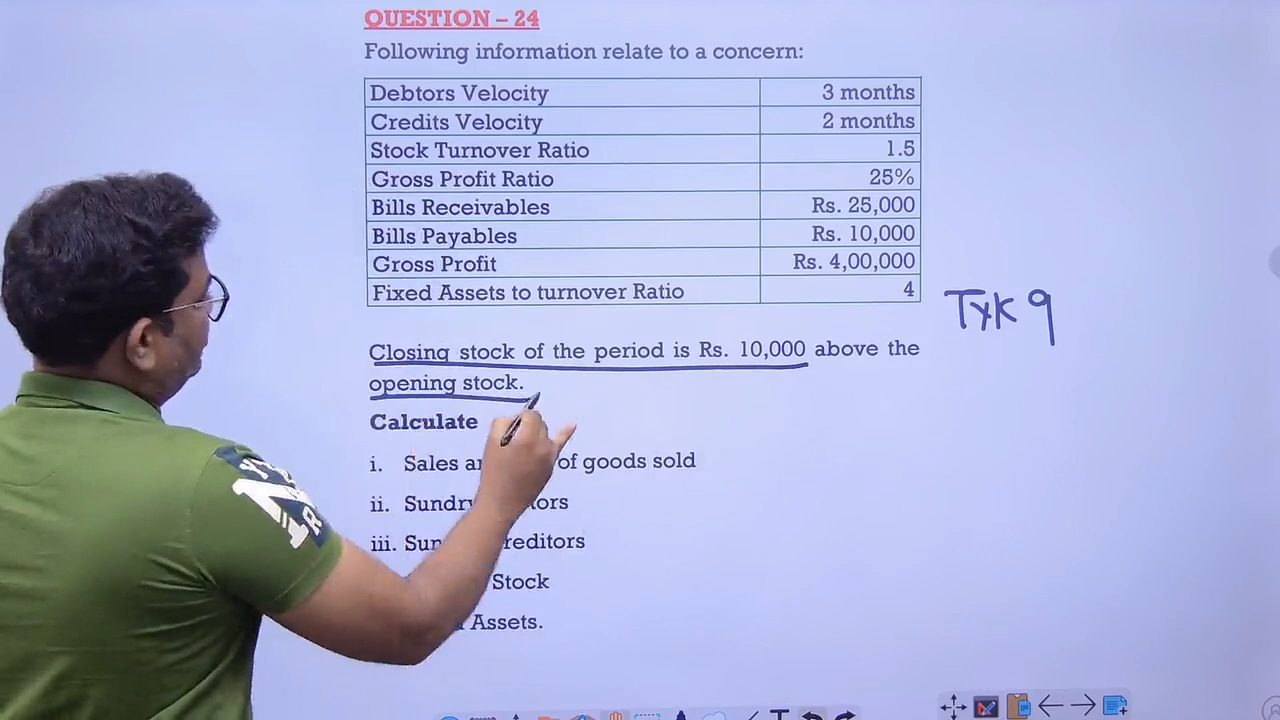 QUESTION – 24
Following information relate to a concern:
Debtors Velocity 3 months
Credits Velocity 2 months
Stock Turnover Ratio 1.5
Gross Profit Ratio 25%
Bills Receivables Rs. 25,000
Bills Payables Rs. 10,000
Gross Profit Rs. 4,00,000
Fixed Assets to turnover Ratio 4
TYK 9
Closing stock of the period is Rs. 10,000 above the
opening stock.
Calculate
i. Sales of goods sold
ii. Sundry
iii. Stock
Assets.